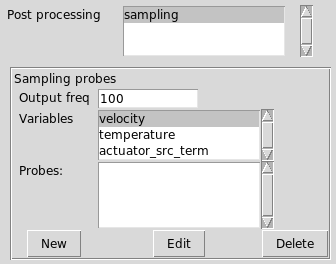 Post processing sampling
Sampling probes
Output freq 100
Variables velocity
temperature
actuator_src_term
Probes:
New Edit Delete